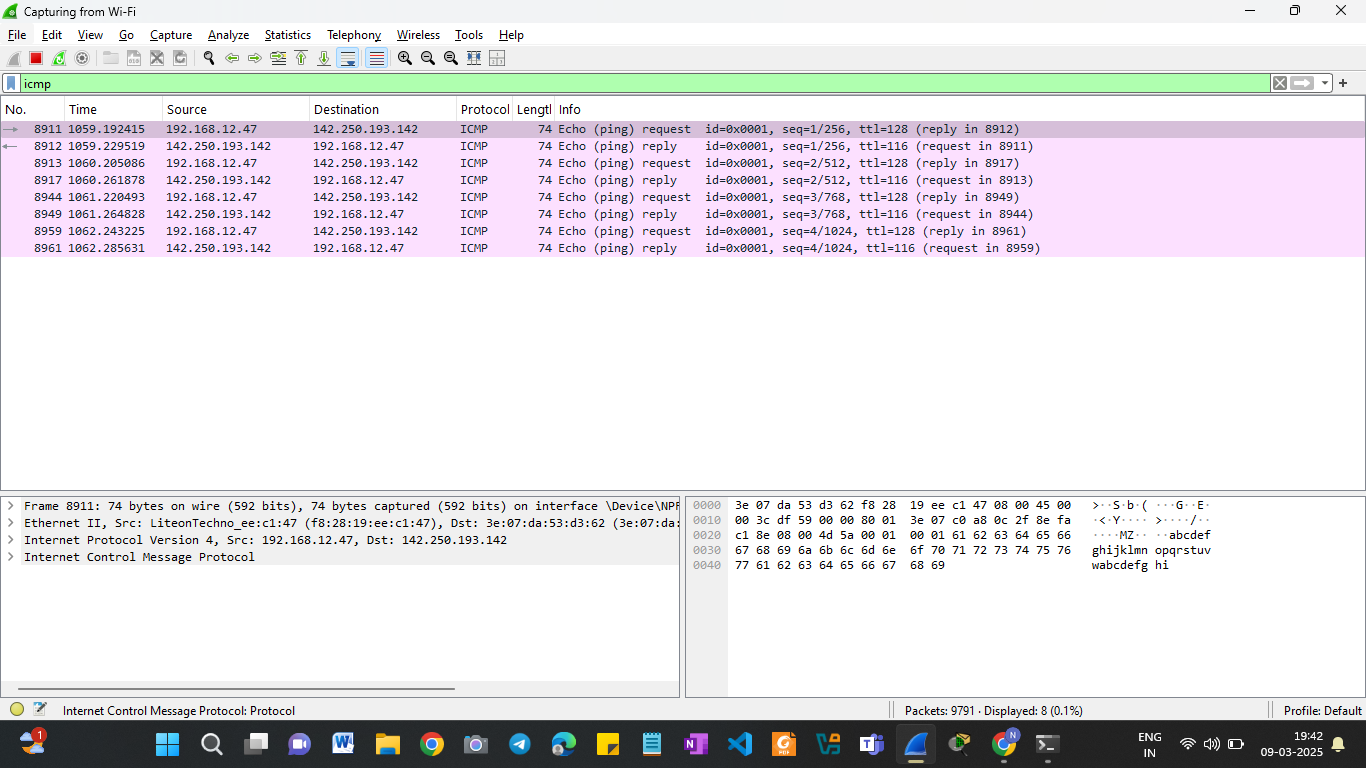 Capturing from Wi-Fi
File Edit View Go Capture Analyze Statistics Telephony Wireless Tools Help
icmp
No. Time Source Destination Protocol Lengtl Info
8911 1059.192415 192.168.12.47 142.250.193.142 ICMP 74 Echo (ping) request id=0x0001, seq=1/256, ttl=128 (reply in 8912)
8912 1059.229519 142.250.193.142 192.168.12.47 ICMP 74 Echo (ping) reply id=0x0001, seq=1/256, ttl=116 (request in 8911)
8913 1060.205086 192.168.12.47 142.250.193.142 ICMP 74 Echo (ping) request id=0x0001, seq=2/512, ttl=128 (reply in 8917)
8917 1060.261878 142.250.193.142 192.168.12.47 ICMP 74 Echo (ping) reply id=0x0001, seq=2/512, ttl=116 (request in 8913)
8944 1061.220493 192.168.12.47 142.250.193.142 ICMP 74 Echo (ping) request id=0x0001, seq=3/768, ttl=128 (reply in 8949)
8949 1061.264828 142.250.193.142 192.168.12.47 ICMP 74 Echo (ping) reply id=0x0001, seq=3/768, ttl=116 (request in 8944)
8959 1062.243225 192.168.12.47 142.250.193.142 ICMP 74 Echo (ping) request id=0x0001, seq=4/1024, ttl=128 (reply in 8961)
8961 1062.285631 142.250.193.142 192.168.12.47 ICMP 74 Echo (ping) reply id=0x0001, seq=4/1024, ttl=116 (request in 8959)
Frame 8911: 74 bytes on wire (592 bits), 74 bytes captured (592 bits) on interface \Device\NPF
Ethernet II, Src: LiteonTechno_ee:c1:47 (f8:28:19:ee:c1:47), Dst: 3e:07:da:53:d3:62 (3e:07:da:
Internet Protocol Version 4, Src: 192.168.12.47, Dst: 142.250.193.142
Internet Control Message Protocol
0000 3e 07 da 53 d3 62 f8 28 19 ee c1 47 08 00 45 00 >··S·b·( ···G··E·
0010 00 3c df 59 00 00 80 01 3e 07 c0 a8 0c 2f 8e fa ·<·Y···· >····/··
0020 c1 8e 08 00 4d 5a 00 01 00 01 61 62 63 64 65 66 ····MZ·· ··abcdef
0030 67 68 69 6a 6b 6c 6d 6e 6f 70 71 72 73 74 75 76 ghijklmn opqrstuv
0040 77 61 62 63 64 65 66 67 68 69 wabcdefg hi
Internet Control Message Protocol: Protocol
Packets: 9791 · Displayed: 8 (0.1%)
Profile: Default
1
N
ENG
IN
19:42
09-03-2025